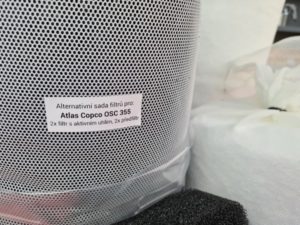 Alternativní sada filtrů pro:
Atlas Copco OSC 355
2x filtr s aktivním uhlím, 2x předfiltr